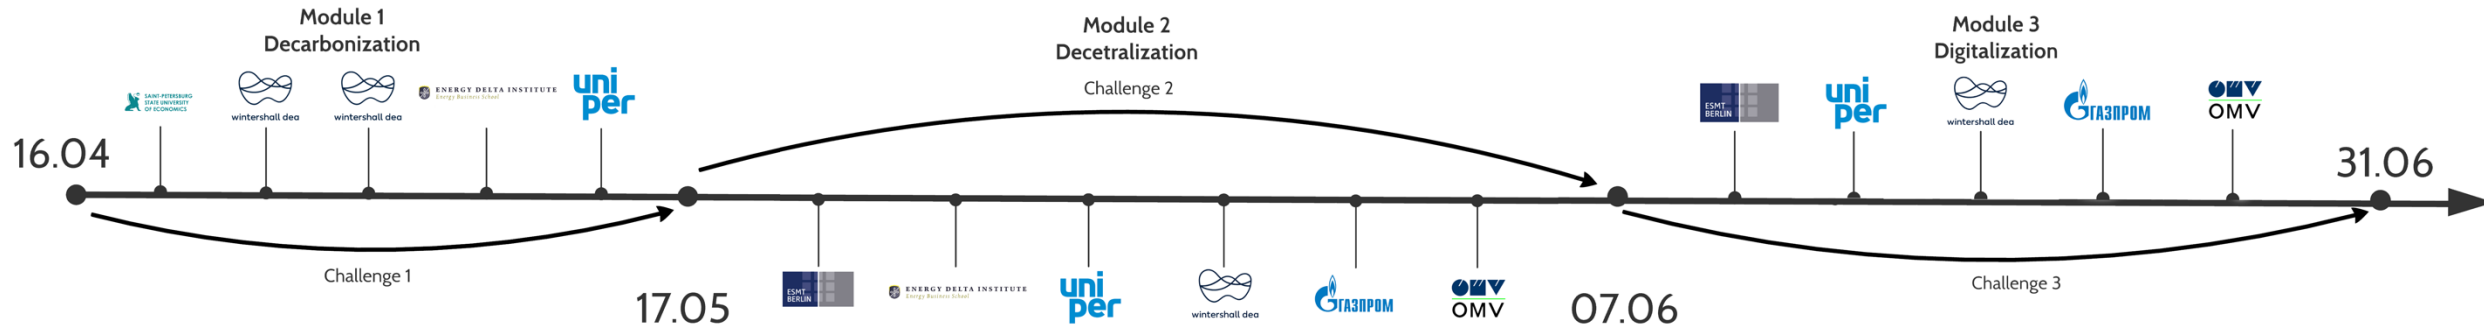 Module 1
Decarbonization
SAINT-PETERSBURG
STATE UNIVERSITY
OF ECONOMICS
wintershall dea
wintershall dea
ENERGY DELTA INSTITUTE
Energy Business School
uni
per
16.04
Challenge 1
17.05
Module 2
Decetralization
Challenge 2
ESMT
BERLIN
ENERGY DELTA INSTITUTE
Energy Business School
uni
per
wintershall dea
ГАЗПРОМ
OMV
OMV
07.06
Module 3
Digitalization
ESMT
BERLIN
uni
per
wintershall dea
ГАЗПРОМ
OMV
OMV
31.06
Challenge 3